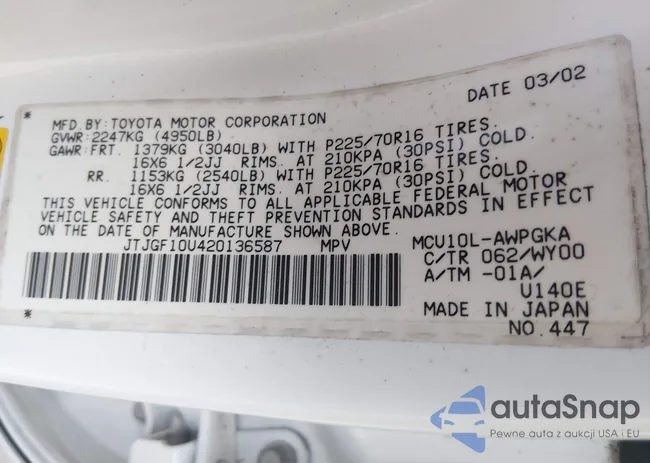 DATE 03/02
MFD.BY:TOYOTA MOTOR CORPORATION
GVWR:2247KG (4950LB)
GAWR:FRT. 1379KG (3040LB) WITH P225/70R16 TIRES.
16X6 1/2JJ RIMS. AT 210KPA (30PSI) COLD.
RR. 1153KG (2540LB) WITH P225/70R16 TIRES.
16X6 1/2JJ RIMS. AT 210KPA (30PSI) COLD.
THIS VEHICLE CONFORMS TO ALL APPLICABLE FEDERAL MOTOR
VEHICLE SAFETY AND THEFT PREVENTION STANDARDS IN EFFECT
ON THE DATE OF MANUFACTURE SHOWN ABOVE.
JTJGF10U420136587 MPV MCU10L-AWPGKA
C/TR 062/WY00
A/TM -01A/
U140E
MADE IN JAPAN
NO.447
autaSnap
Pewne auta z aukcji USA i EU